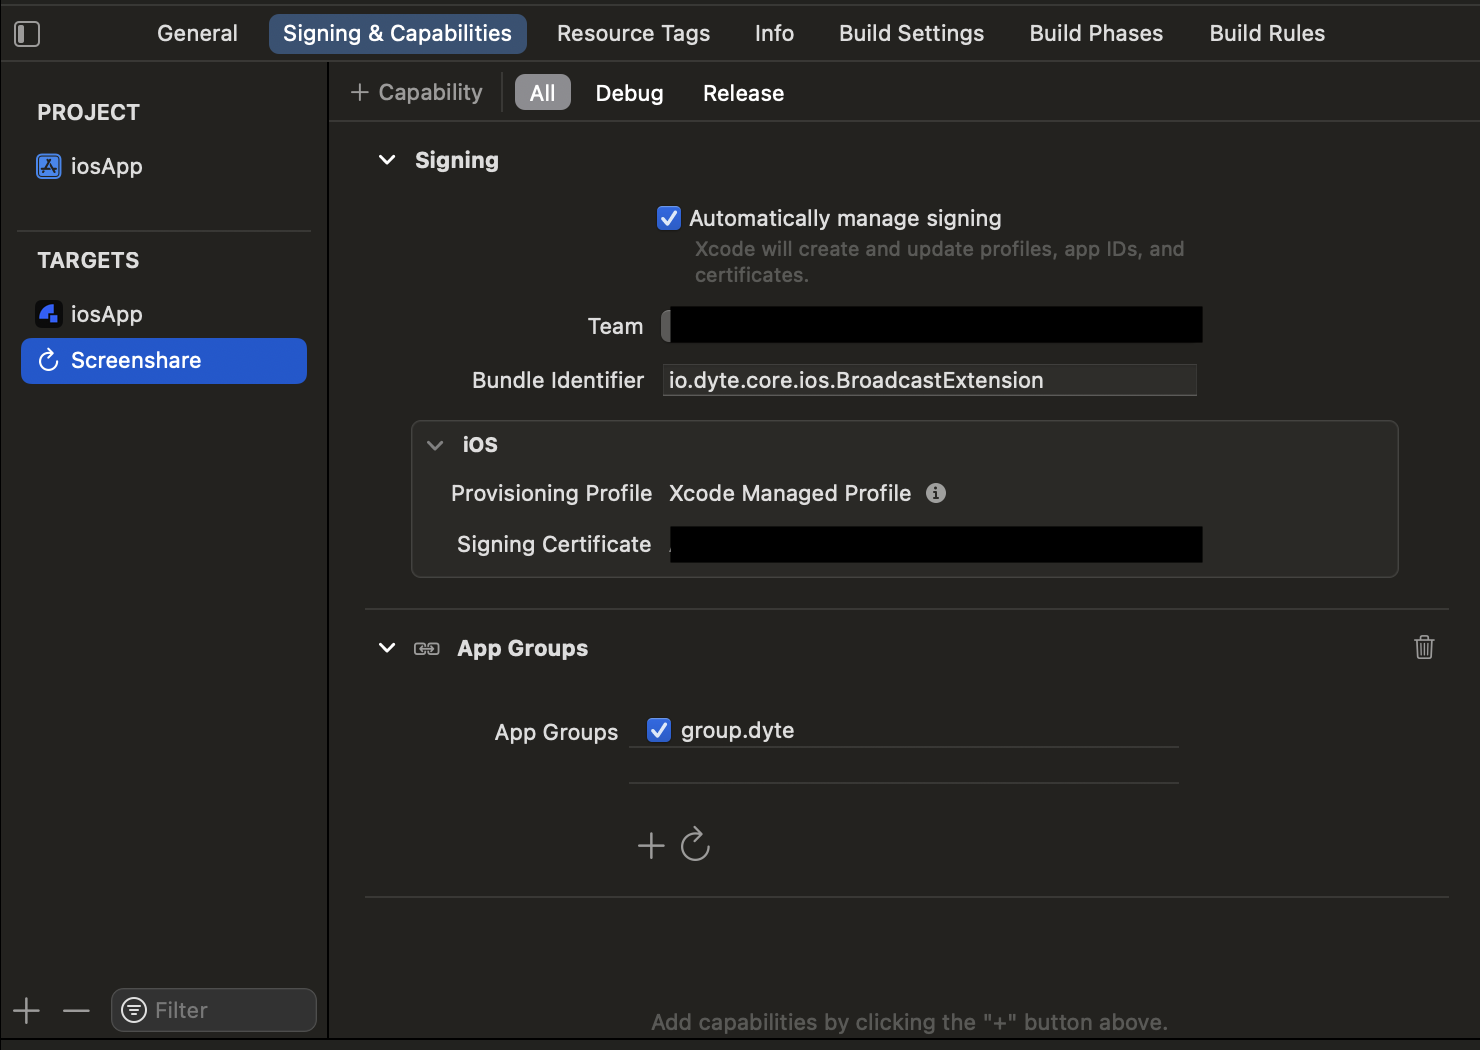 General Signing & Capabilities Resource Tags Info Build Settings Build Phases Build Rules
PROJECT
iosApp
TARGETS
iosApp
Screenshare
Filter
+ Capability All Debug Release
Signing
Automatically manage signing
Xcode will create and update profiles, app IDs, and
certificates.
Team
Bundle Identifier io.dyte.core.ios.BroadcastExtension
iOS
Provisioning Profile Xcode Managed Profile
Signing Certificate
App Groups
App Groups group.dyte
Add capabilities by clicking the "+" button above.